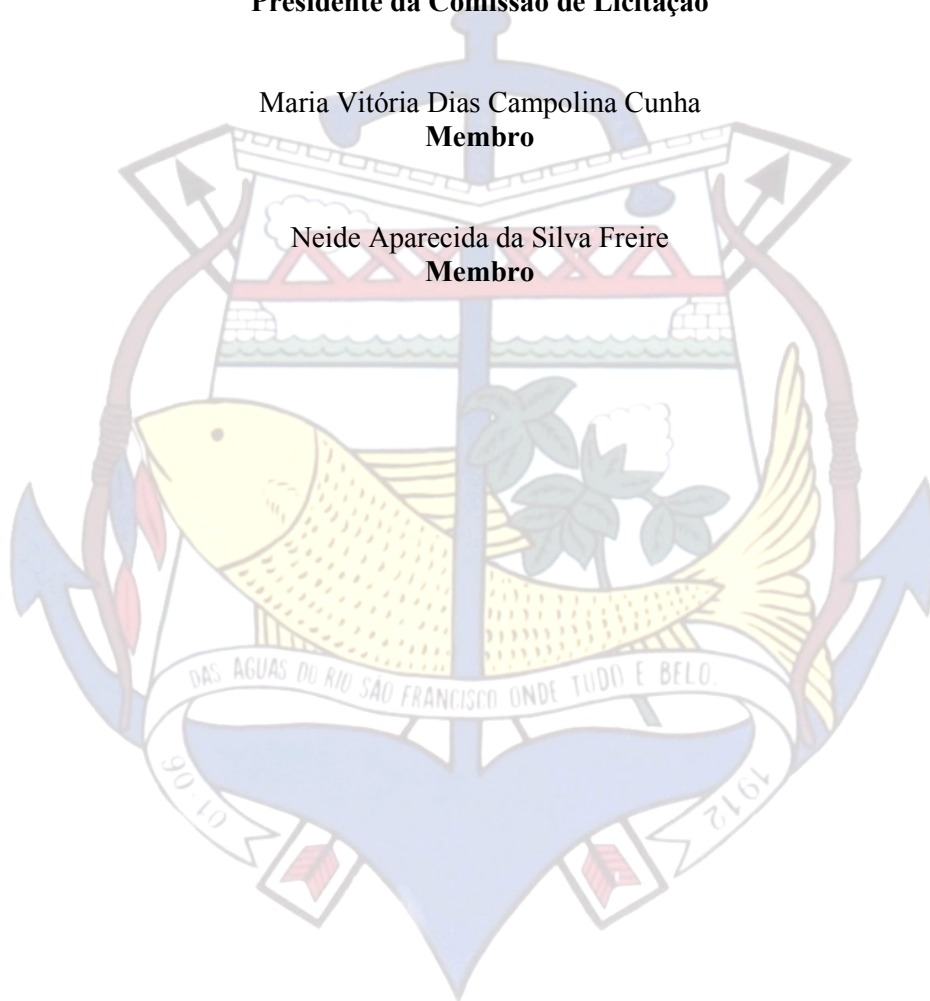 Presidente da Comissão de Licitação
Maria Vitória Dias Campolina Cunha
Membro
Neide Aparecida da Silva Freire
Membro
DAS AGUAS DO RIO SÃO FRANCISCO ONDE TUDO E BELO.
01-06
1912